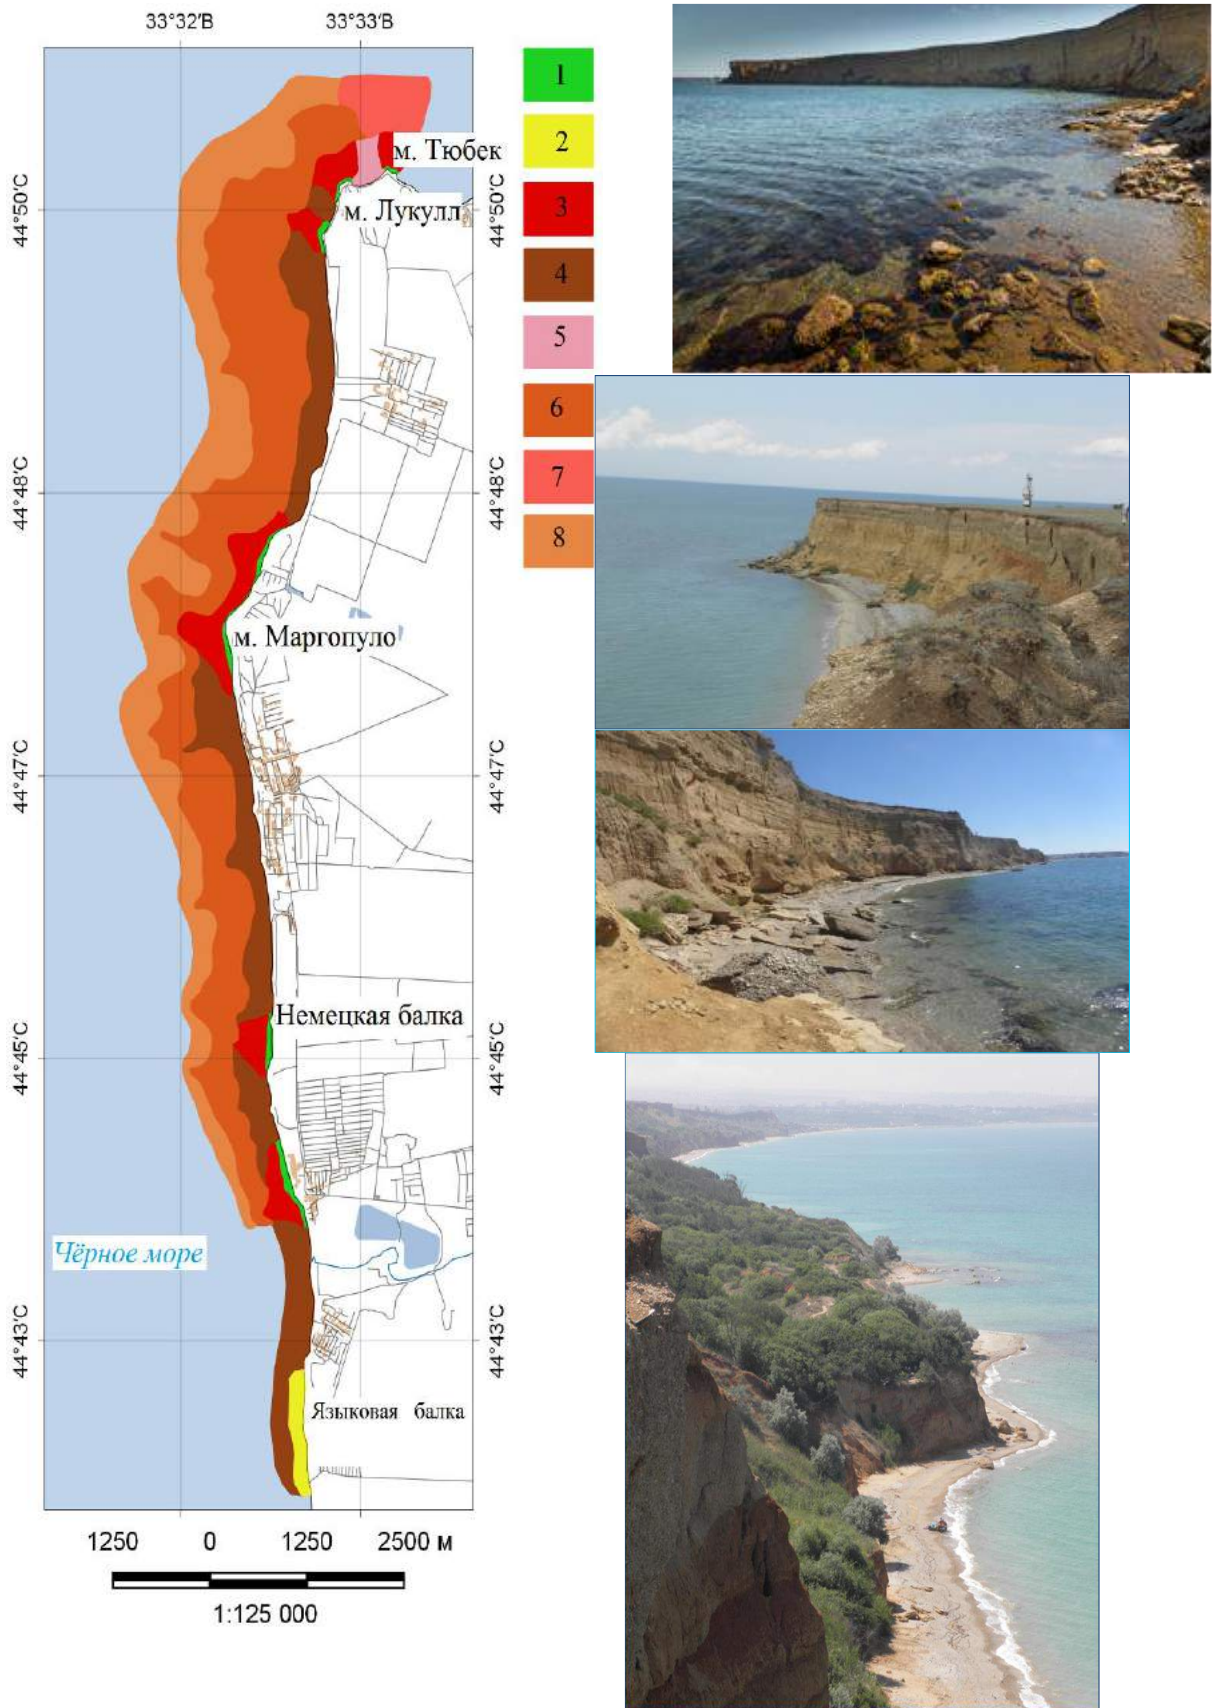 33°32'В 33°33'В
1
2
м. Тюбек
3
44°50'С 44°50'С
м. Лукулл
4
5
6
7
44°48'С 44°48'С
8
м. Маргопуло
44°47'С 44°47'С
Немецкая балка
44°45'С 44°45'С
Чёрное море
44°43'С 44°43'С
Языковая балка
1250 0 1250 2500 м
1:125 000